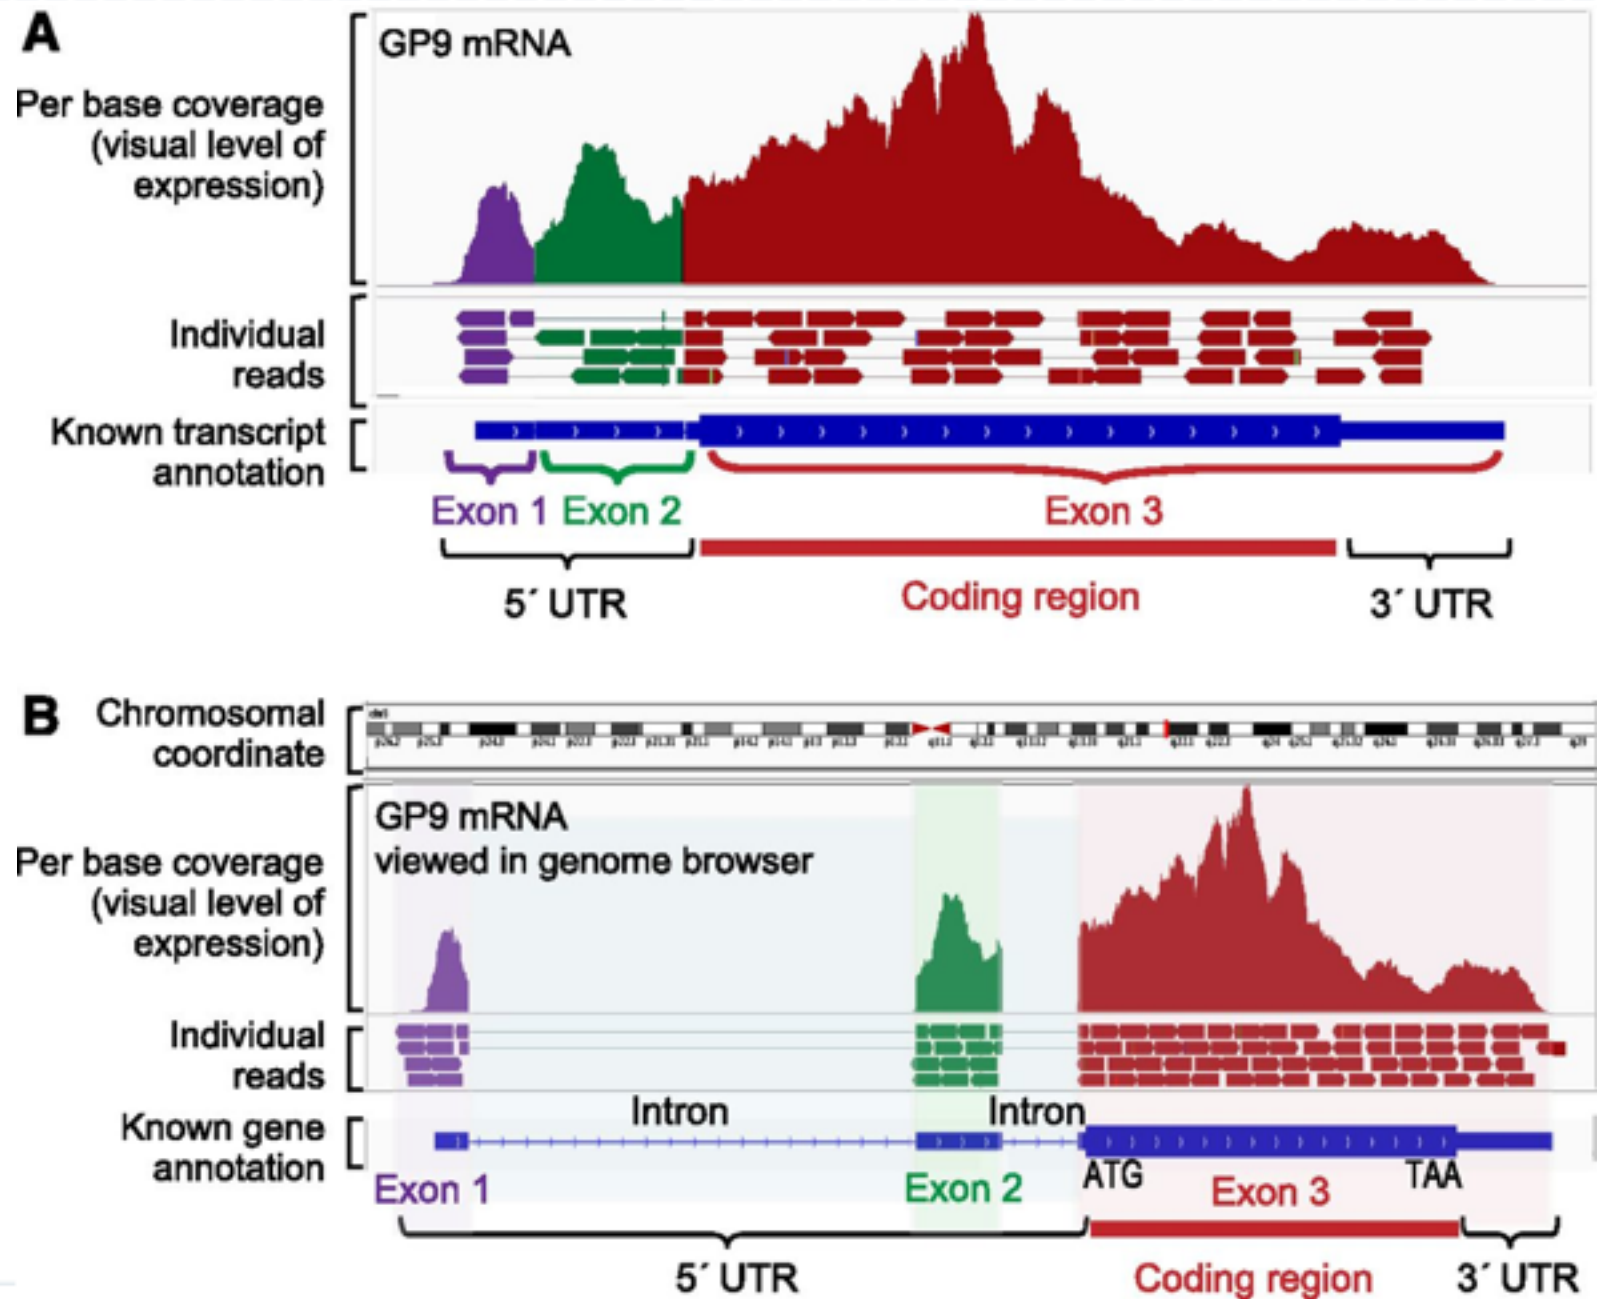 A
GP9 mRNA
Per base coverage
(visual level of
expression)
Individual
reads
Known transcript
annotation
Exon 1
Exon 2
Exon 3
5´ UTR
Coding region
3´ UTR
B
Chromosomal
coordinate
GP9 mRNA
viewed in genome browser
Per base coverage
(visual level of
expression)
Individual
reads
Intron
Intron
Known gene
annotation
ATG
TAA
Exon 1
Exon 2
Exon 3
5´ UTR
Coding region
3´ UTR